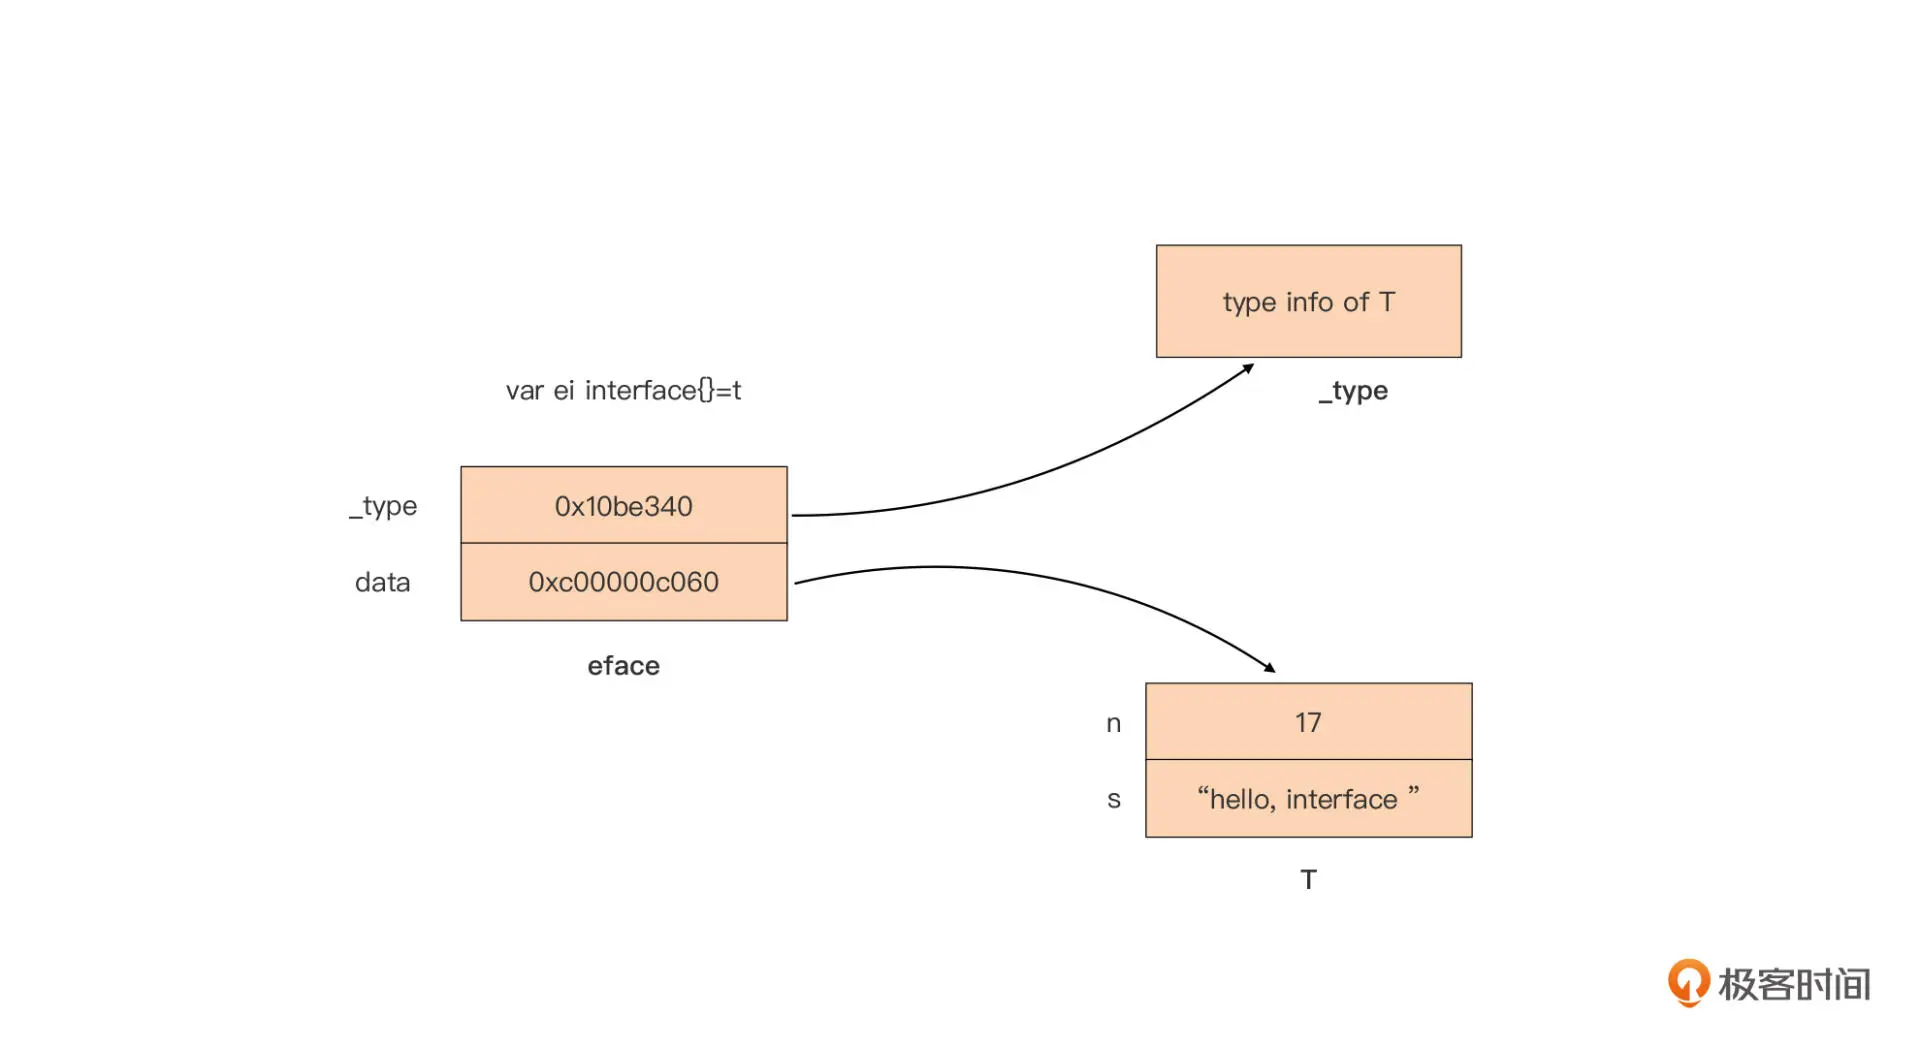 type info of T
_type
var ei interface{}=t
_type
0x10be340
data
0xc00000c060
eface
n
17
s
“hello, interface ”
T
极客时间